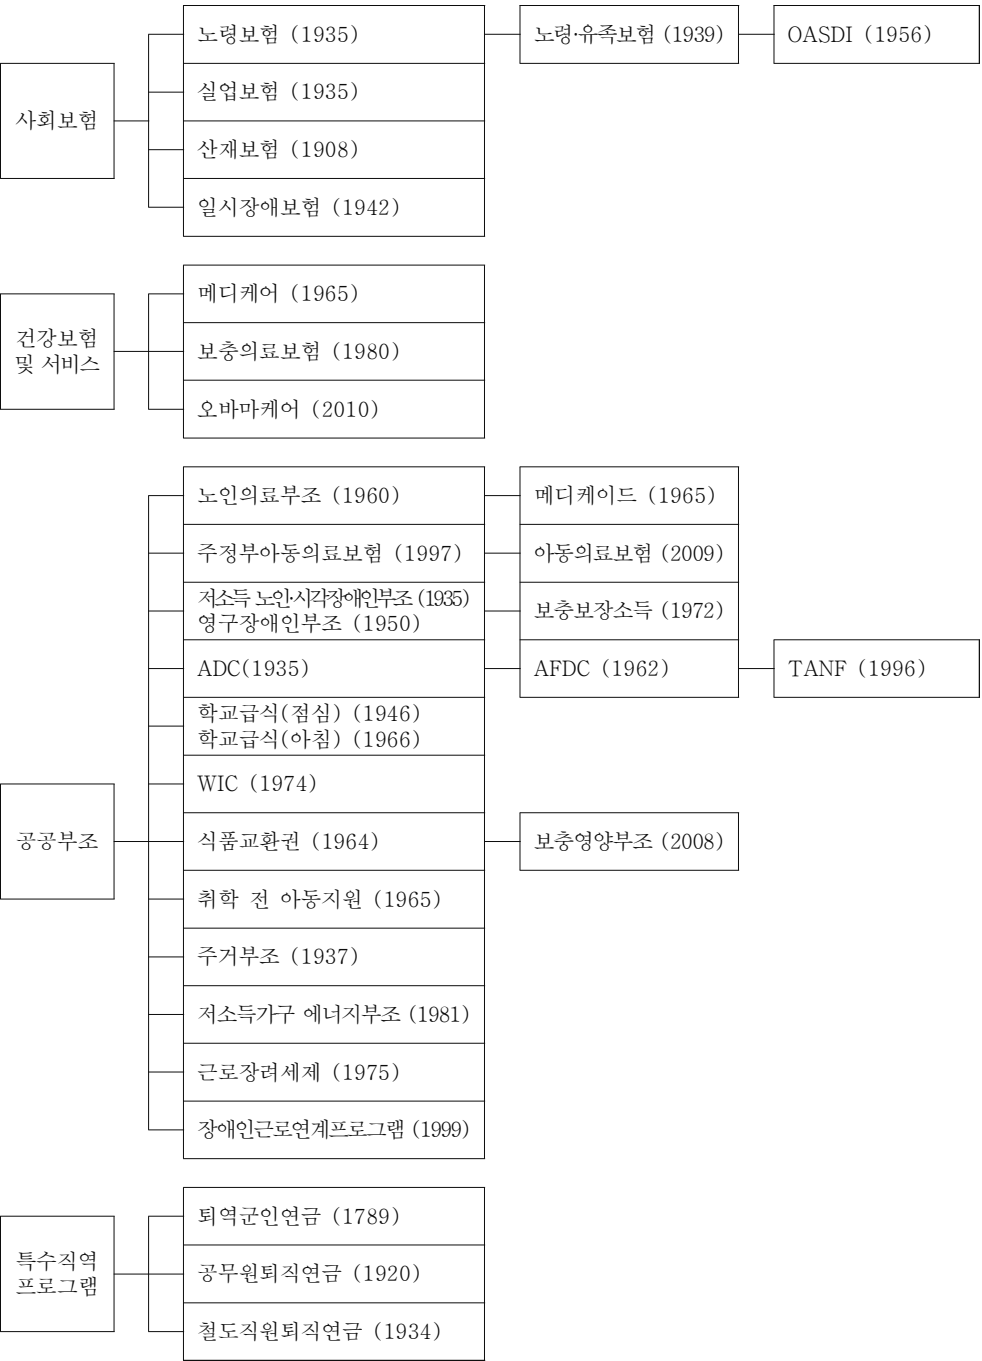 사회보험
노령보험 (1935)
노령·유족보험 (1939)
OASDI (1956)
실업보험 (1935)
산재보험 (1908)
일시장애보험 (1942)
건강보험
및 서비스
메디케어 (1965)
보충의료보험 (1980)
오바마케어 (2010)
공공부조
노인의료부조 (1960)
메디케이드 (1965)
주정부아동의료보험 (1997)
아동의료보험 (2009)
저소득 노인·시각장애인부조 (1935)
영구장애인부조 (1950)
보충보장소득 (1972)
ADC(1935)
AFDC (1962)
TANF (1996)
학교급식(점심) (1946)
학교급식(아침) (1966)
WIC (1974)
식품교환권 (1964)
보충영양부조 (2008)
취학 전 아동지원 (1965)
주거부조 (1937)
저소득가구 에너지부조 (1981)
근로장려세제 (1975)
장애인근로연계프로그램 (1999)
특수직역
프로그램
퇴역군인연금 (1789)
공무원퇴직연금 (1920)
철도직원퇴직연금 (1934)